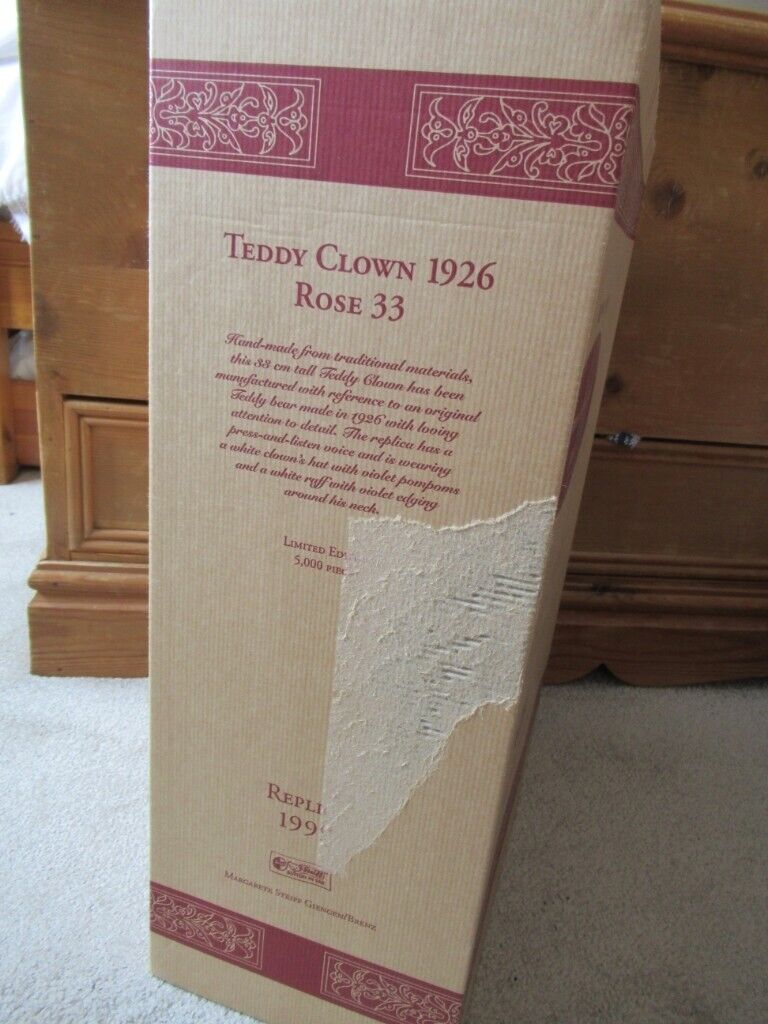 TEDDY CLOWN 1926
ROSE 33
Hand-made from traditional materials,
this 33 cm tall Teddy Clown has been
manufactured with reference to an original
Teddy bear made in 1926 with loving
attention to detail. The replica has a
press-and-listen voice and is wearing
a white clown's hat with violet pompoms
and a white ruff with violet edging
around his neck.
LIMITED ED
5,000 PIEC
REPLI
199
Steiff
MARGARETE STEIFF GIENGEN/BRENZ